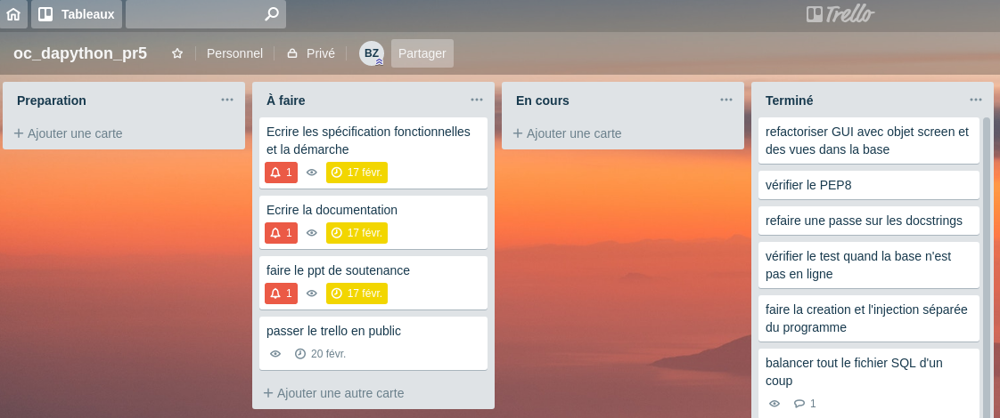 Tableaux
Trello
oc_dapython_pr5
Personnel
Privé
BZ
Partager
Preparation
Ajouter une carte
À faire
Ecrire les spécification fonctionnelles
et la démarche
1
17 févr.
Ecrire la documentation
1
17 févr.
faire le ppt de soutenance
1
17 févr.
passer le trello en public
20 févr.
Ajouter une autre carte
En cours
Ajouter une carte
Terminé
refactoriser GUI avec objet screen et
des vues dans la base
vérifier le PEP8
refaire une passe sur les docstrings
vérifier le test quand la base n'est
pas en ligne
faire la creation et l'injection séparée
du programme
balancer tout le fichier SQL d'un
coup
1